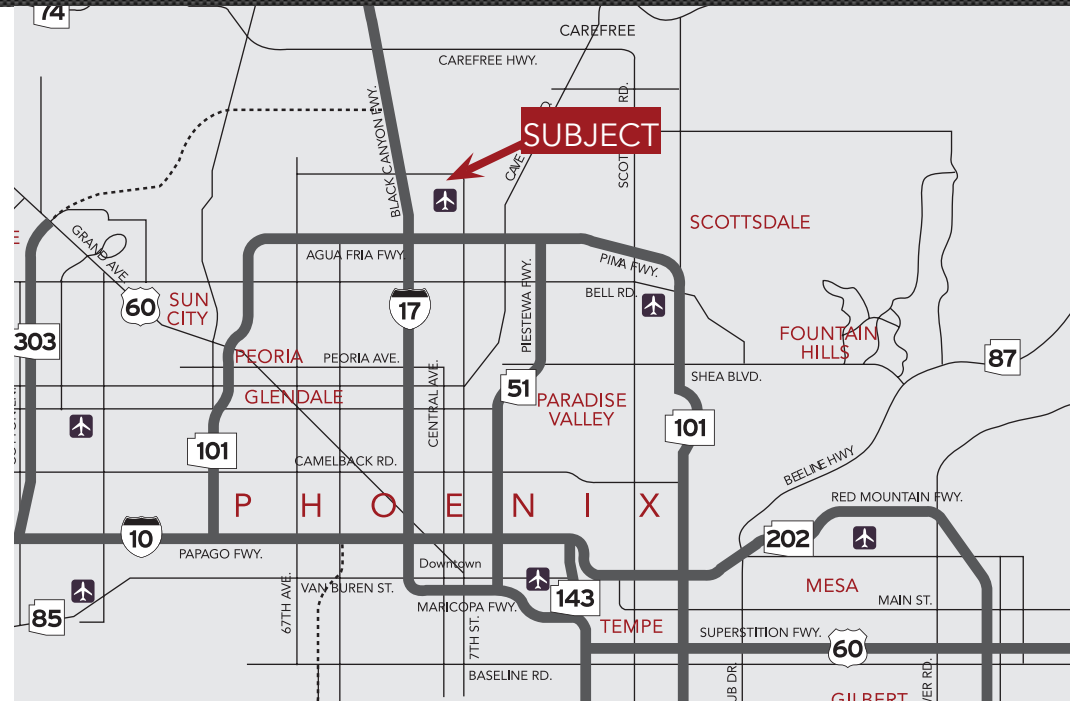 74
CAREFREE
CAREFREE HWY.
BLACK CANYON FWY.
SUBJECT
SCOTTSDALE
GRAND AVE.
AGUA FRIA FWY.
PIMA FWY.
BELL RD.
PIESTEWA FWY.
60
SUN
CITY
17
303
FOUNTAIN
HILLS
87
PEORIA
PEORIA AVE.
GLENDALE
CENTRAL AVE.
51
PARADISE
VALLEY
SHEA BLVD.
101
101
CAMELBACK RD.
BEELINE HWY
RED MOUNTAIN FWY.
PHOENIX
10
PAPAGO FWY.
202
Downtown
67TH AVE.
VAN BUREN ST.
MARICOPA FWY.
143
MESA
MAIN ST.
85
7TH ST.
TEMPE
SUPERSTITION FWY.
60
BASELINE RD.
GILBERT